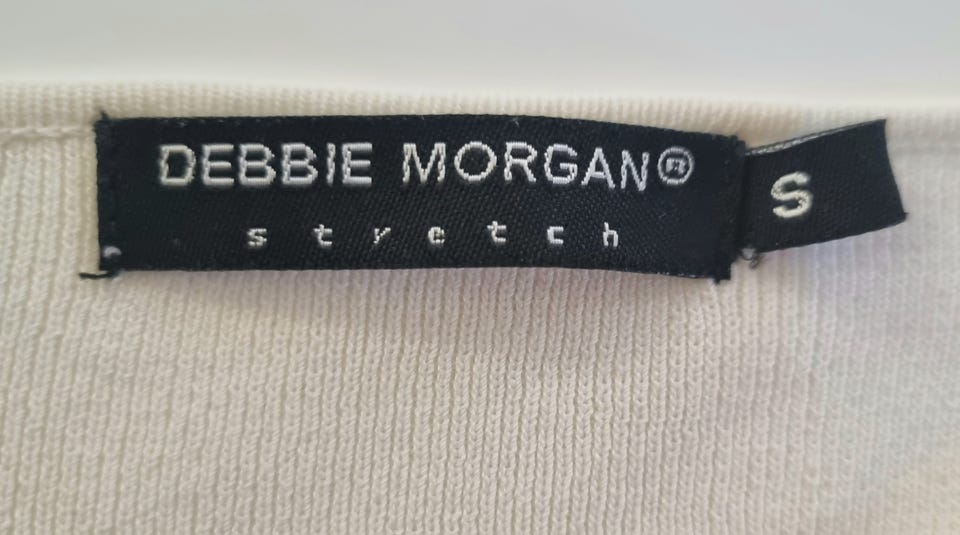 DEBBIE MORGAN®
stretch
S